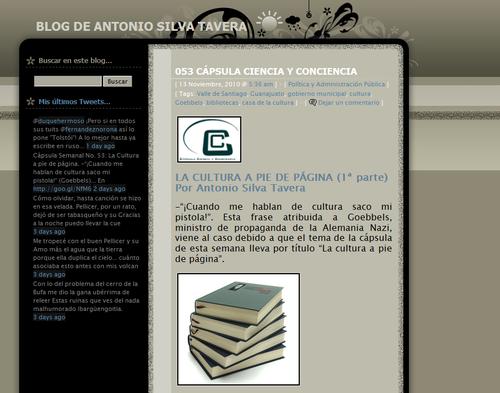 BLOG DE ANTONIO SILVA TAVERA
Buscar en este blog...
Buscar
Mis últimos Tweets...
@duquehermoso ¡Pero si en todos
sus tuits @fernandeznorona así lo
pone "Tolstói"! A lo mejor hasta ya
escribe en ruso... 1 day ago
Cápsula Semanal No. 53: La Cultura
a Pie de página. –"¡Cuando me
hablan de cultura saco mi
pistola!" (Goebbels)... En
http://goo.gl/NfM6 2 days ago
Cómo olvidar, hasta canción se hizo
en esa velada. Pellicer, por un rato,
dejó de ser tabasqueño y su Gracias
a la noche puedo llevar la cue
3 days ago
Me tropecé con el buen Pellicer y su
Amo más el agua que la tierra
porque ella duplica el cielo... cuánto
asociaba esto antes con mis volcan
3 days ago
Con lo del problema del cerro de la
Bufa me dio la gana ubérrima de
releer Estas ruinas que ves del nada
malhumorado Ibargüengoitia.
3 days ago
053 CÁPSULA CIENCIA Y CONCIENCIA
( 13 Noviembre, 2010 @ 5:36 am ) · ( Política y Administración Pública )
( Tags: Valle de Santiago, Guanajuato, gobierno municipal, cultura,
Goebbels, bibliotecas, casa de la cultura ) · ( Dejar un comentario )
LA CULTURA A PIE DE PÁGINA (1ª parte)
Por Antonio Silva Tavera
–"¡Cuando me hablan de cultura saco mi
pistola!". Esta frase atribuida a Goebbels,
ministro de propaganda de la Alemania Nazi,
viene al caso debido a que el tema de la cápsula
de esta semana lleva por título "La cultura a pie
de página".